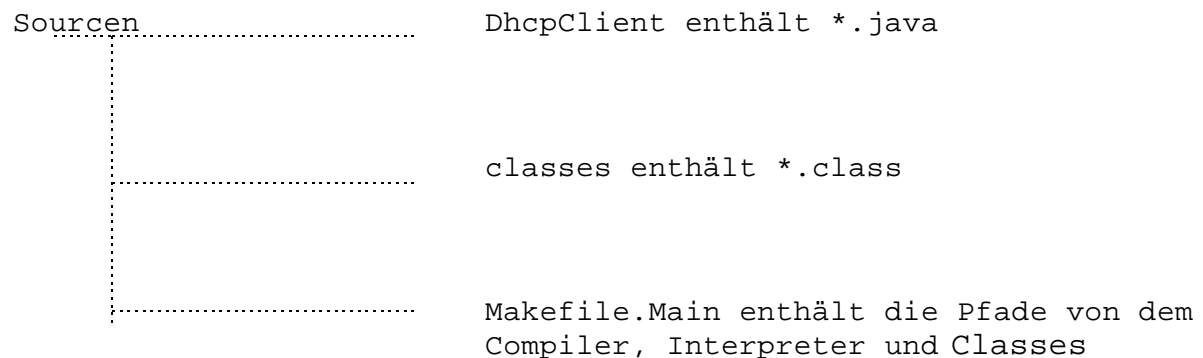 Sourcen
DhcpClient enthält *.java
classes enthält *.class
Makefile.Main enthält die Pfade von dem
Compiler, Interpreter und Classes